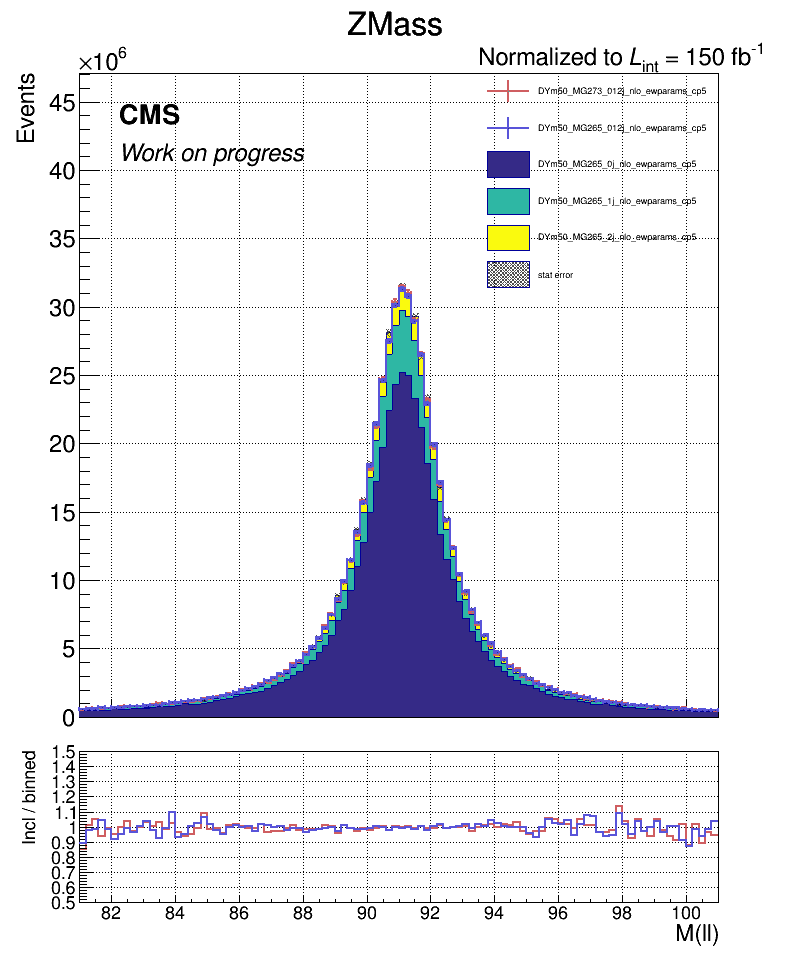 ZMass
×10⁶
Normalized to Lint = 150 fb⁻¹
Events
CMS
Work on progress
DYm50_MG273_012j_nlo_ewparams_cp5
DYm50_MG265_012j_nlo_ewparams_cp5
DYm50_MG265_0j_nlo_ewparams_cp5
DYm50_MG265_1j_nlo_ewparams_cp5
DYm50_MG265_2j_nlo_ewparams_cp5
stat error
45
40
35
30
25
20
15
10
5
0
Incl / binned
1.5
1.4
1.3
1.2
1.1
1
0.9
0.8
0.7
0.6
0.5
82 84 86 88 90 92 94 96 98 100
M(ll)